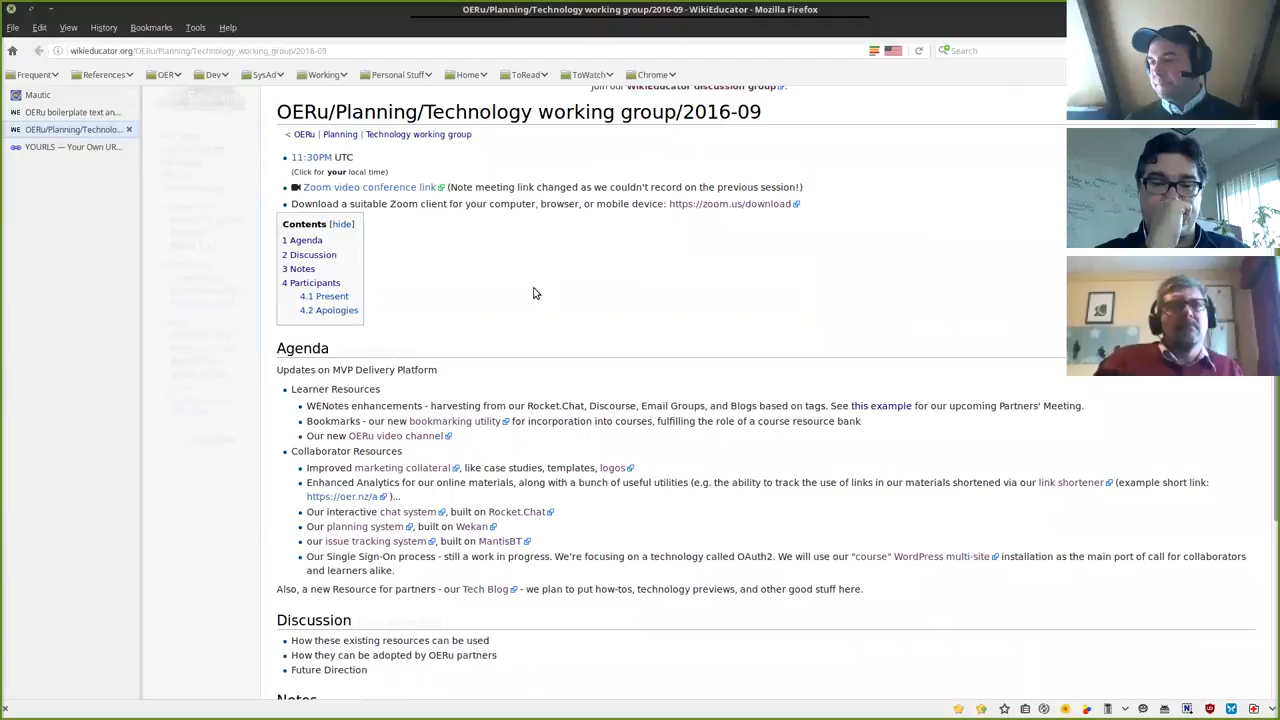 OERu/Planning/Technology working group/2016-09 - WikiEducator - Mozilla Firefox
File Edit View History Bookmarks Tools Help
wikieducator.org/OERu/Planning/Technology_working_group/2016-09
Search
Frequent References OER Dev SysAd Working Personal Stuff Home ToRead ToWatch Chrome
Mautic
OERu boilerplate text an...
OERu/Planning/Technolo...
YOURLS — Your Own UR...
Join our WikiEducator discussion group.
OERu/Planning/Technology working group/2016-09
< OERu | Planning | Technology working group
11:30PM UTC
(Click for your local time)
Zoom video conference link (Note meeting link changed as we couldn't record on the previous session!)
Download a suitable Zoom client for your computer, browser, or mobile device: https://zoom.us/download
Contents [hide]
1 Agenda
2 Discussion
3 Notes
4 Participants
4.1 Present
4.2 Apologies
Agenda
Updates on MVP Delivery Platform
Learner Resources
WENotes enhancements - harvesting from our Rocket.Chat, Discourse, Email Groups, and Blogs based on tags. See this example for our upcoming Partners' Meeting.
Bookmarks - our new bookmarking utility for incorporation into courses, fulfilling the role of a course resource bank
Our new OERu video channel
Collaborator Resources
Improved marketing collateral, like case studies, templates, logos
Enhanced Analytics for our online materials, along with a bunch of useful utilities (e.g. the ability to track the use of links in our materials shortened via our link shortener (example short link:
https://oer.nz/a )...
Our interactive chat system, built on Rocket.Chat
Our planning system, built on Wekan
our issue tracking system, built on MantisBT
Our Single Sign-On process - still a work in progress. We're focusing on a technology called OAuth2. We will use our "course" WordPress multi-site installation as the main port of call for collaborators
and learners alike.
Also, a new Resource for partners - our Tech Blog - we plan to put how-tos, technology previews, and other good stuff here.
Discussion
How these existing resources can be used
How they can be adopted by OERu partners
Future Direction
Notes